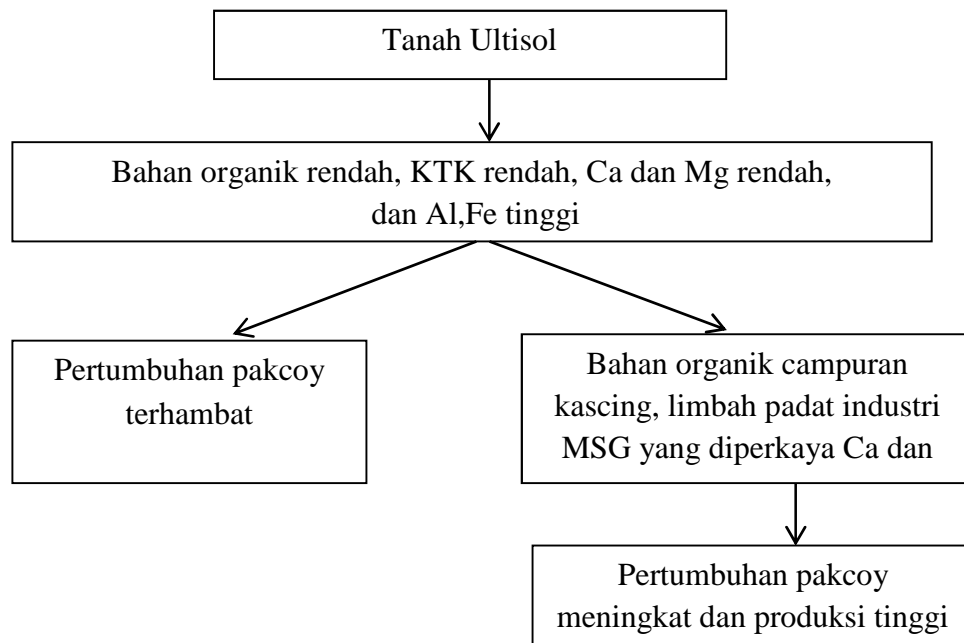 Tanah Ultisol
Bahan organik rendah, KTK rendah, Ca dan Mg rendah,
dan Al,Fe tinggi
Pertumbuhan pakcoy
terhambat
Bahan organik campuran
kascing, limbah padat industri
MSG yang diperkaya Ca dan
Pertumbuhan pakcoy
meningkat dan produksi tinggi